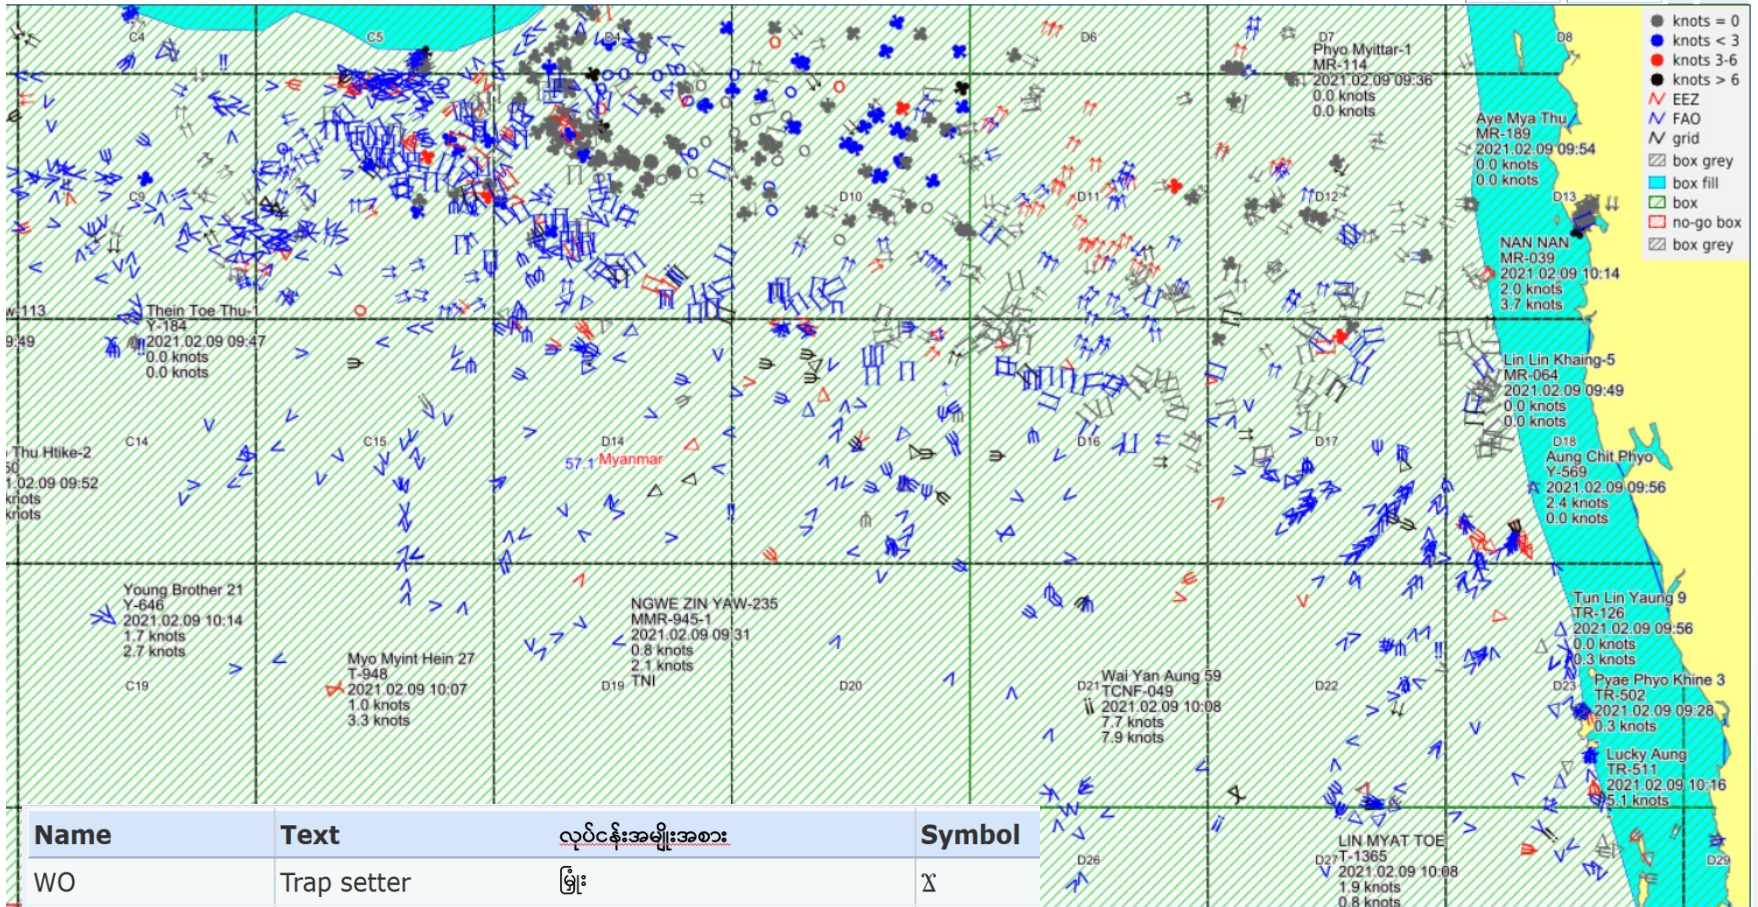 C4
C5
D4
D6
D7
D8
knots = 0
knots < 3
knots 3-6
knots > 6
EEZ
FAO
grid
box grey
box fill
box
no-go box
box grey
Phyo Myittar-1
MR-114
2021.02.09 09:36
0.0 knots
0.0 knots
Aye Mya Thu
MR-189
2021.02.09 09:54
0.0 knots
0.0 knots
C9
D10
D11
D12
D13
NAN NAN
MR-039
2021.02.09 10:14
2.0 knots
3.7 knots
-113
9:49
Thein Toe Thu-1
Y-184
2021.02.09 09:47
0.0 knots
0.0 knots
Lin Lin Khaing-5
MR-064
2021.02.09 09:49
0.0 knots
0.0 knots
C14
C15
D14
D16
D17
D18
Thu Htike-2
.02.09 09:52
knots
knots
57.1 Myanmar
Aung Chit Phyo
Y-569
2021.02.09 09:56
2.4 knots
0.0 knots
Young Brother 21
Y-646
2021.02.09 10:14
1.7 knots
2.7 knots
Myo Myint Hein 27
T-948
2021.02.09 10:07
1.0 knots
3.3 knots
NGWE ZIN YAW-235
MMR-945-1
2021.02.09 09:31
0.8 knots
2.1 knots
TNI
Tun Lin Yaung 9
TR-126
2021.02.09 09:56
0.0 knots
0.3 knots
C19
D19
D20
D21
D22
D23
Wai Yan Aung 59
TCNF-049
2021.02.09 10:08
7.7 knots
7.9 knots
Pyae Phyo Khine 3
TR-502
2021.02.09 09:28
0.3 knots
Lucky Aung
TR-511
2021.02.09 10:16
5.1 knots
LIN MYAT TOE
T-1365
2021.02.09 10:08
1.9 knots
0.8 knots
D26
D27
D29
Name Text လုပ်ငန်းအမျိုးအစား Symbol
WO Trap setter မြှုံး